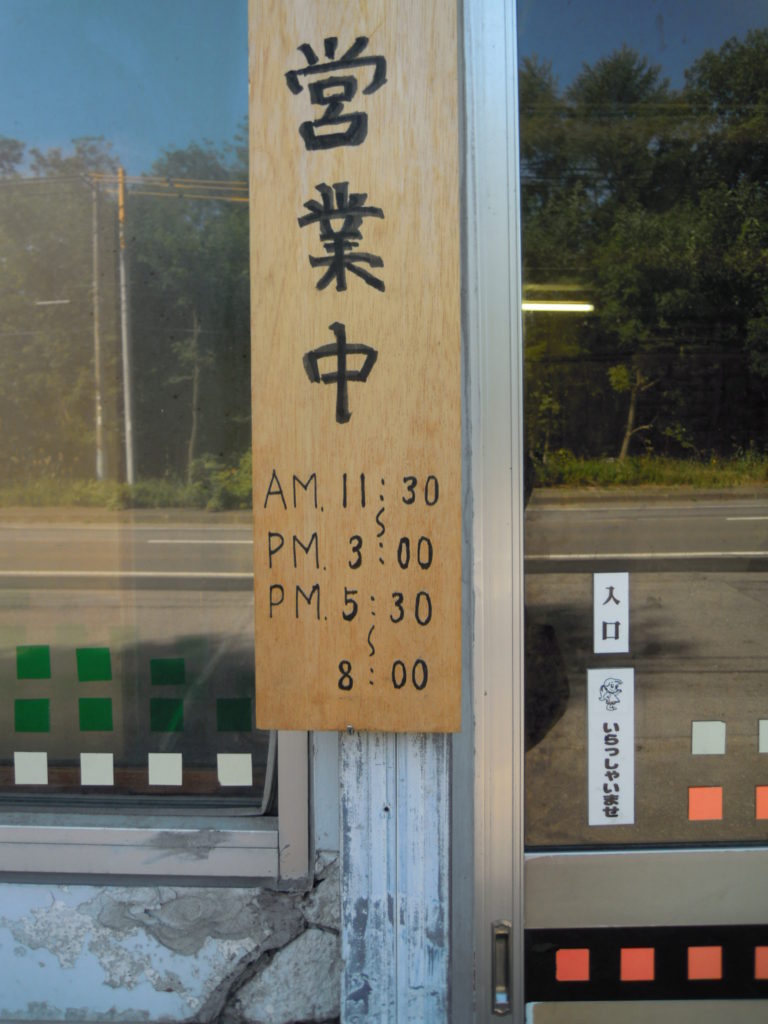 営業中
AM. 11:30
～
PM. 3:00
PM. 5:30
～
8:00
入口
いらっしゃいませ